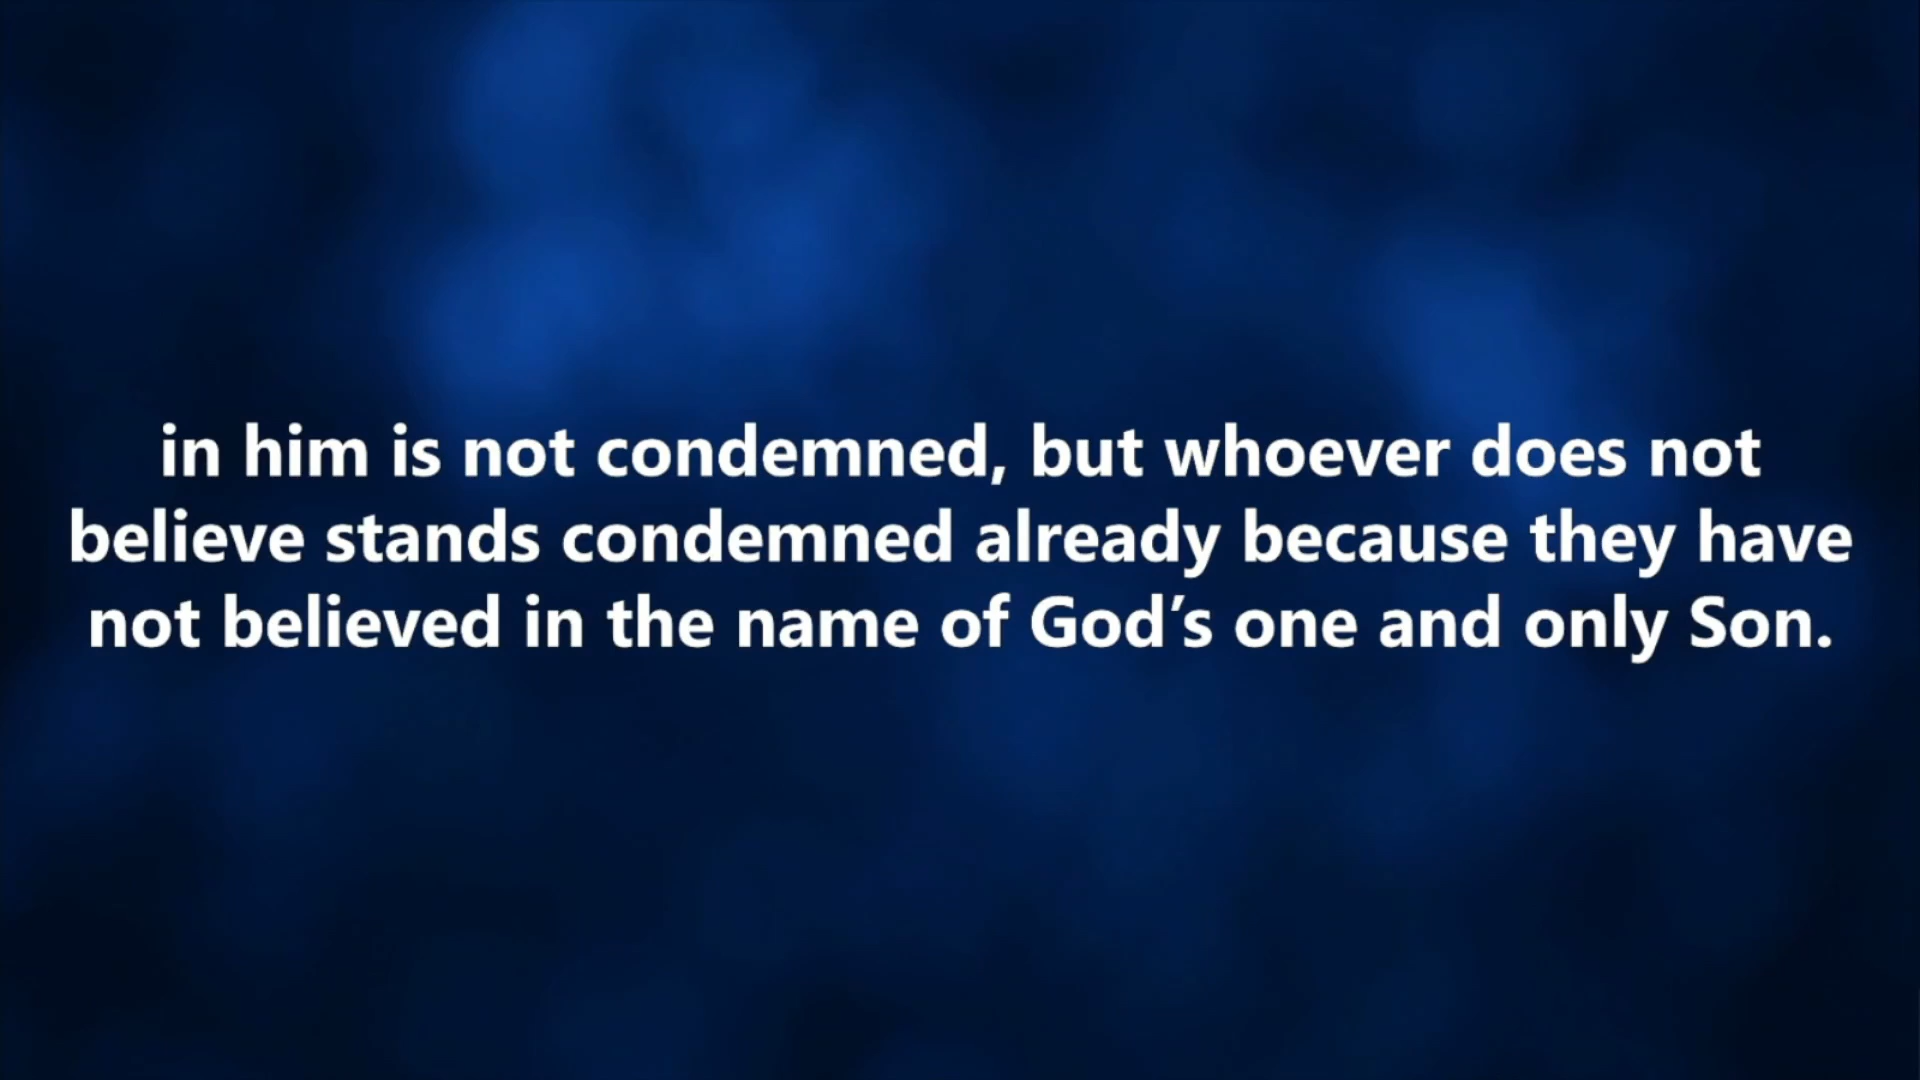 in him is not condemned, but whoever does not
believe stands condemned already because they have
not believed in the name of God’s one and only Son.